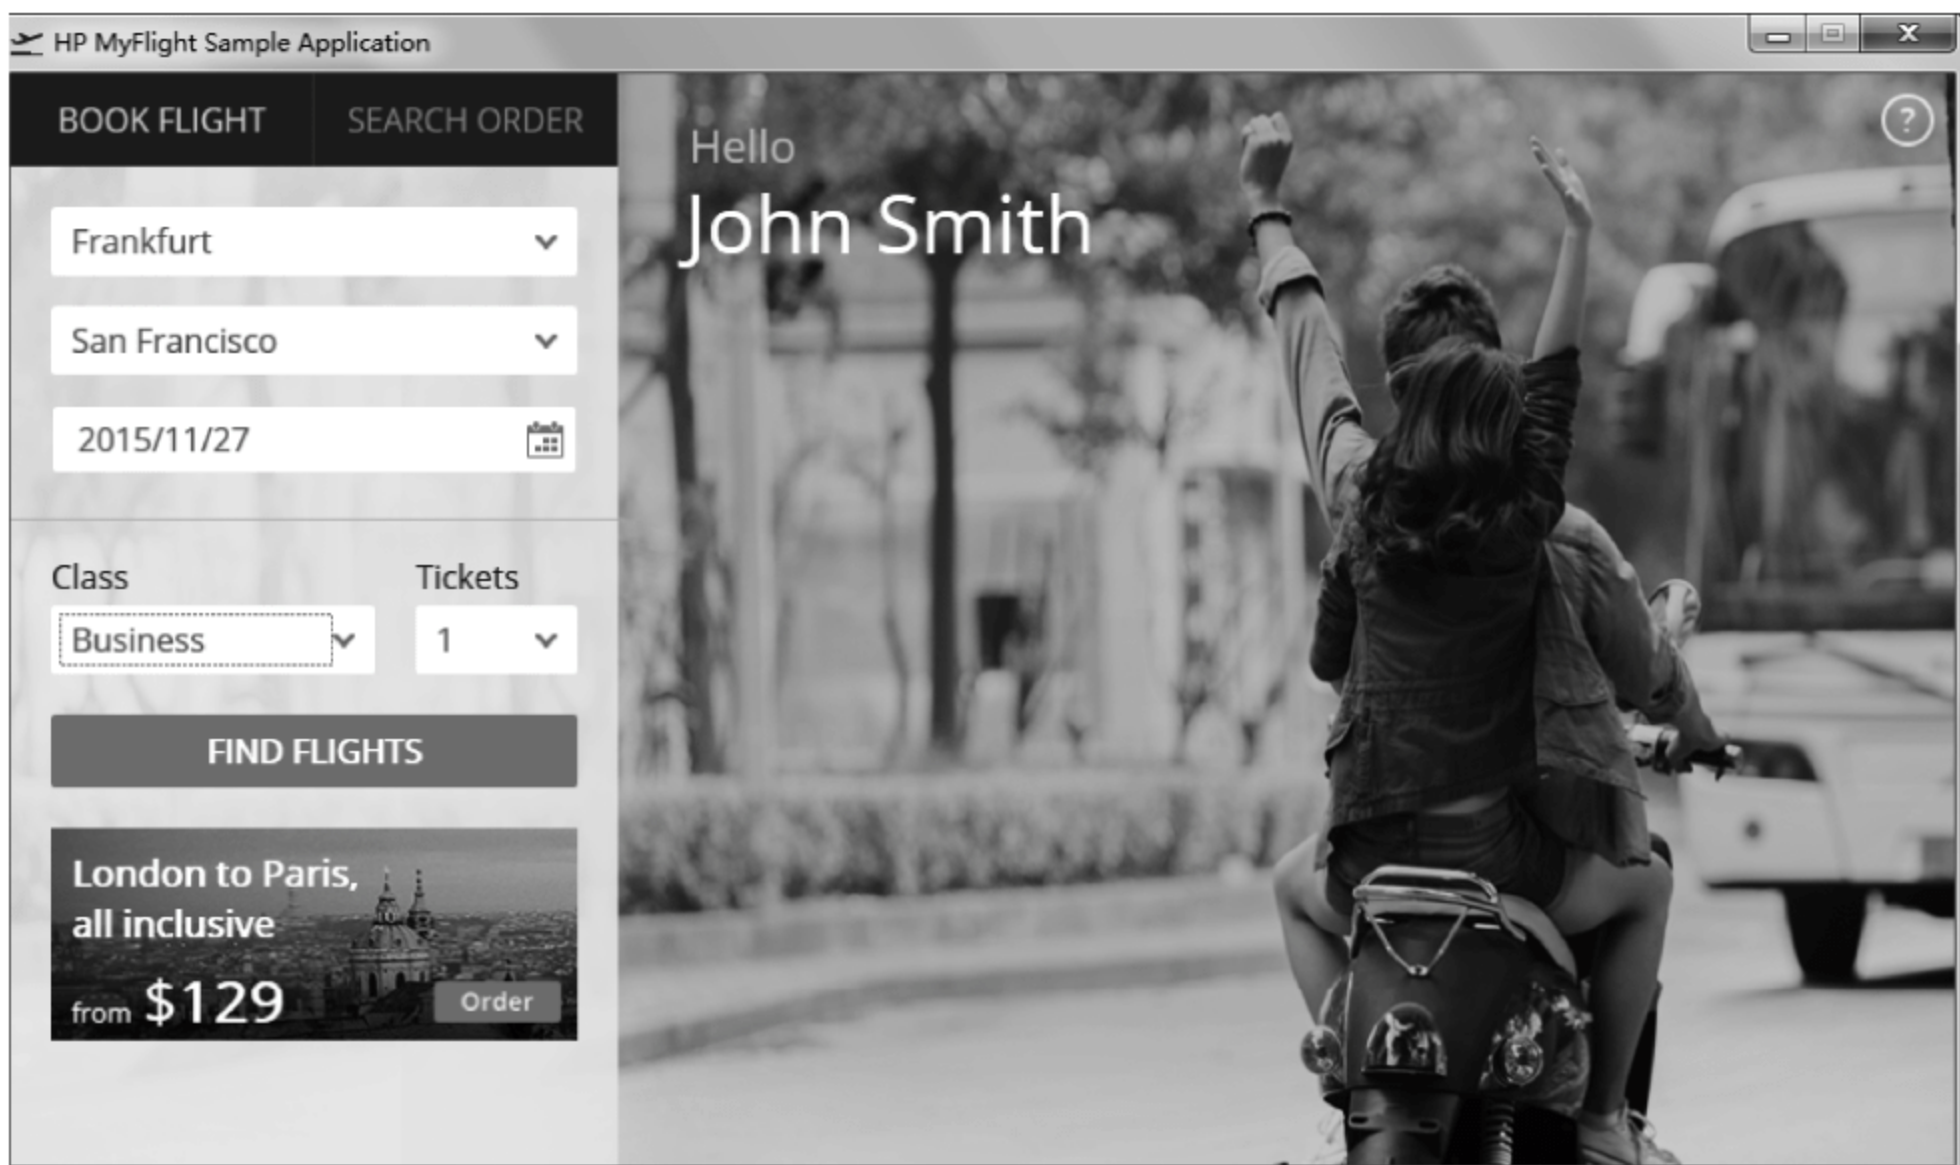 HP MyFlight Sample Application
BOOK FLIGHT
SEARCH ORDER
Frankfurt
San Francisco
2015/11/27
Class
Tickets
Business
1
FIND FLIGHTS
London to Paris,
all inclusive
from $129
Order
Hello
John Smith
?